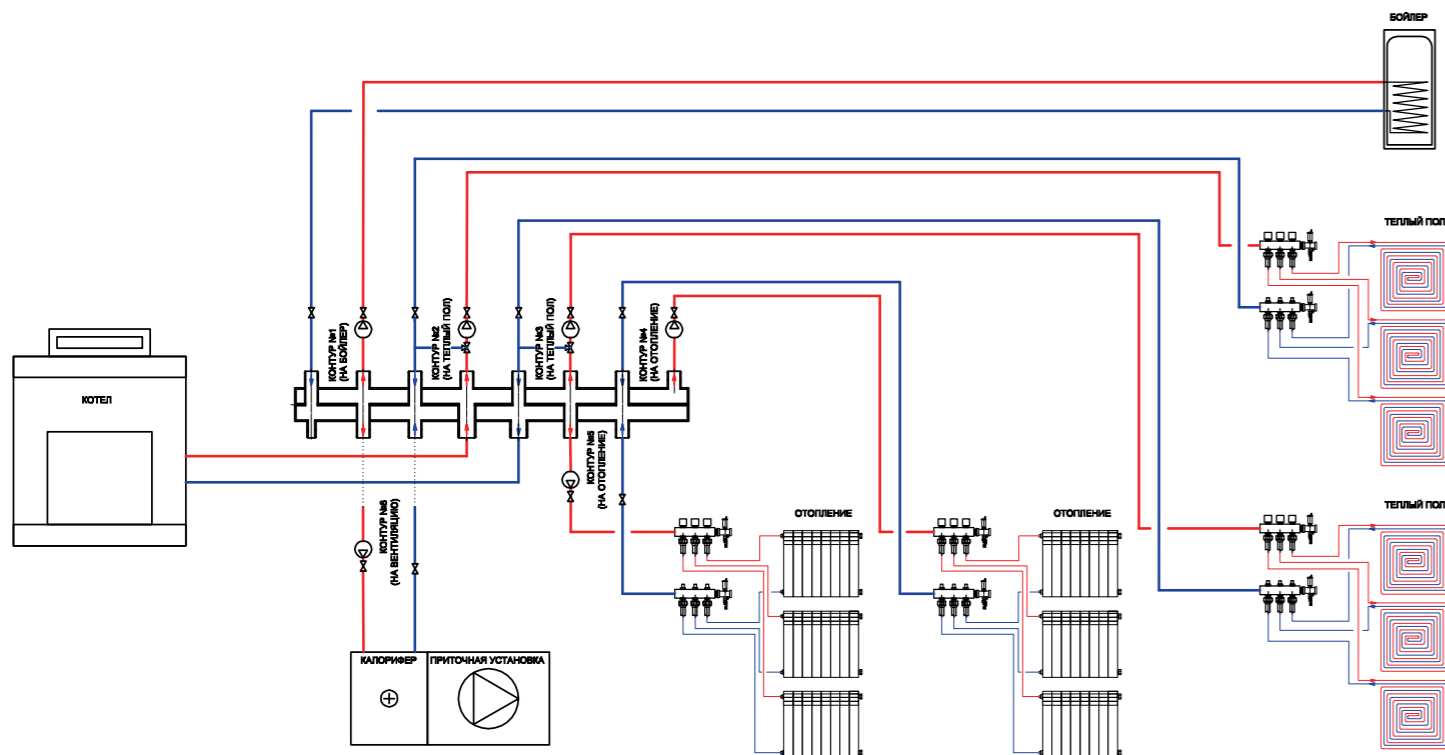 БОЙЛЕР
ТЕПЛЫЙ ПОЛ
КОНТУР №1
(НА БОЙЛЕР)
КОНТУР №2
(НА ТЕПЛЫЙ ПОЛ)
КОНТУР №3
(НА ТЕПЛЫЙ ПОЛ)
КОНТУР №4
(НА ОТОПЛЕНИЕ)
КОТЕЛ
КОНТУР №5
(НА ОТОПЛЕНИЕ)
КОНТУР №6
(НА ВЕНТИЛЯЦИЮ)
ОТОПЛЕНИЕ
ОТОПЛЕНИЕ
ТЕПЛЫЙ ПОЛ
КАЛОРИФЕР
ПРИТОЧНАЯ УСТАНОВКА